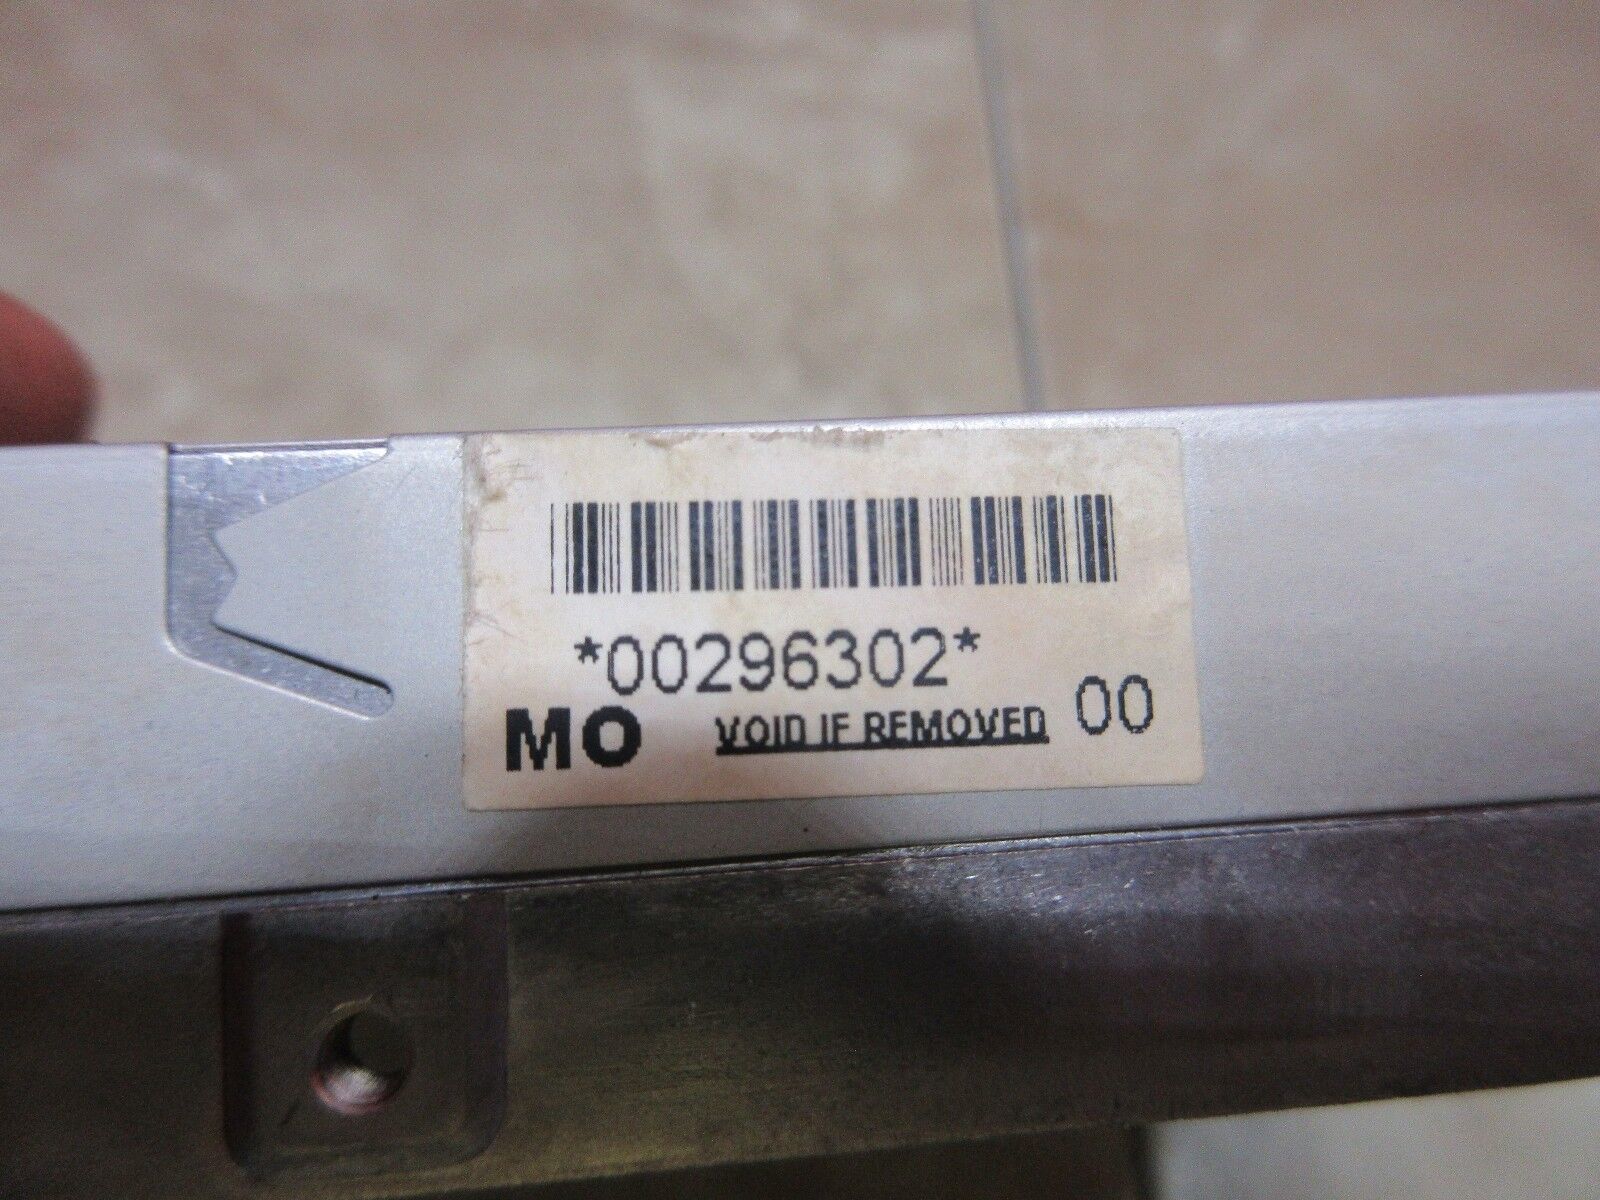 *00296302*
MO VOID IF REMOVED 00